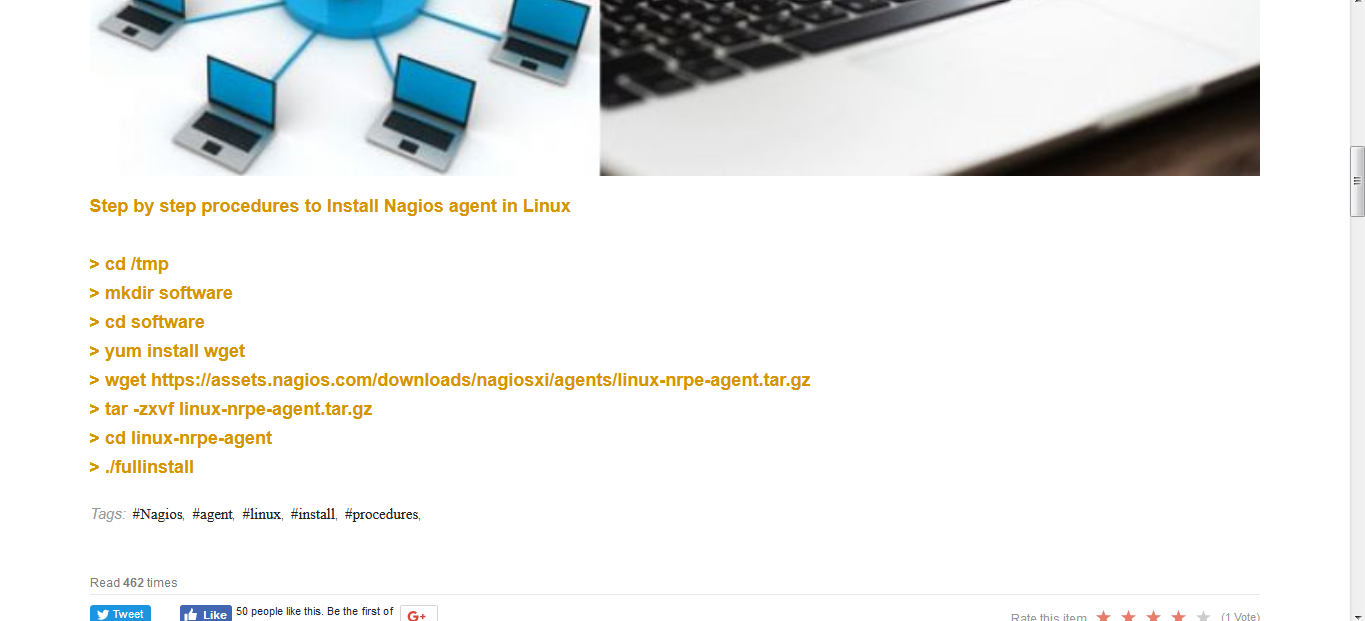 Step by step procedures to Install Nagios agent in Linux
> cd /tmp
> mkdir software
> cd software
> yum install wget
> wget https://assets.nagios.com/downloads/nagiosxi/agents/linux-nrpe-agent.tar.gz
> tar -zxvf linux-nrpe-agent.tar.gz
> cd linux-nrpe-agent
> ./fullinstall
Tags: #Nagios, #agent, #linux, #install, #procedures,
Read 462 times
Tweet Like 50 people like this. Be the first of G+ Rate this item (1 Vote)